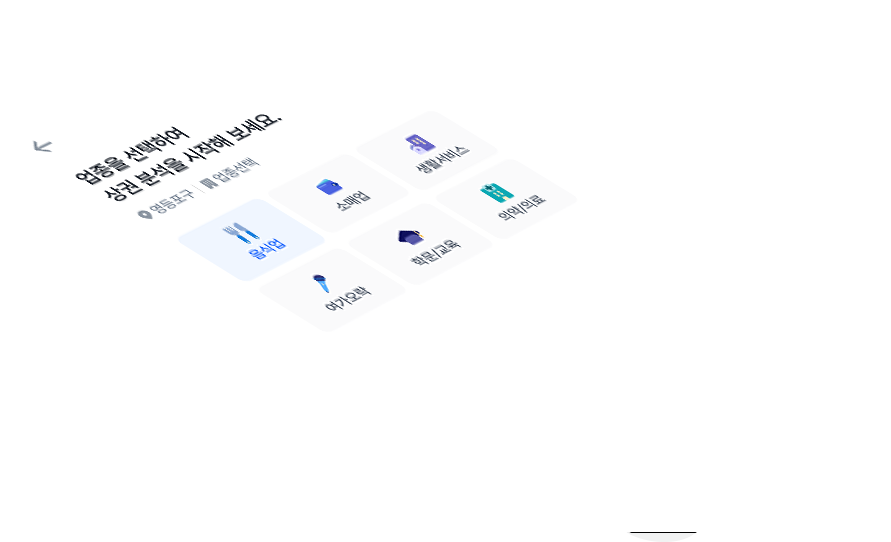 업종을 선택하여
상권 분석을 시작해 보세요.
영등포구 | 업종선택
음식업
소매업
생활서비스
여가오락
학문/교육
의약/의료